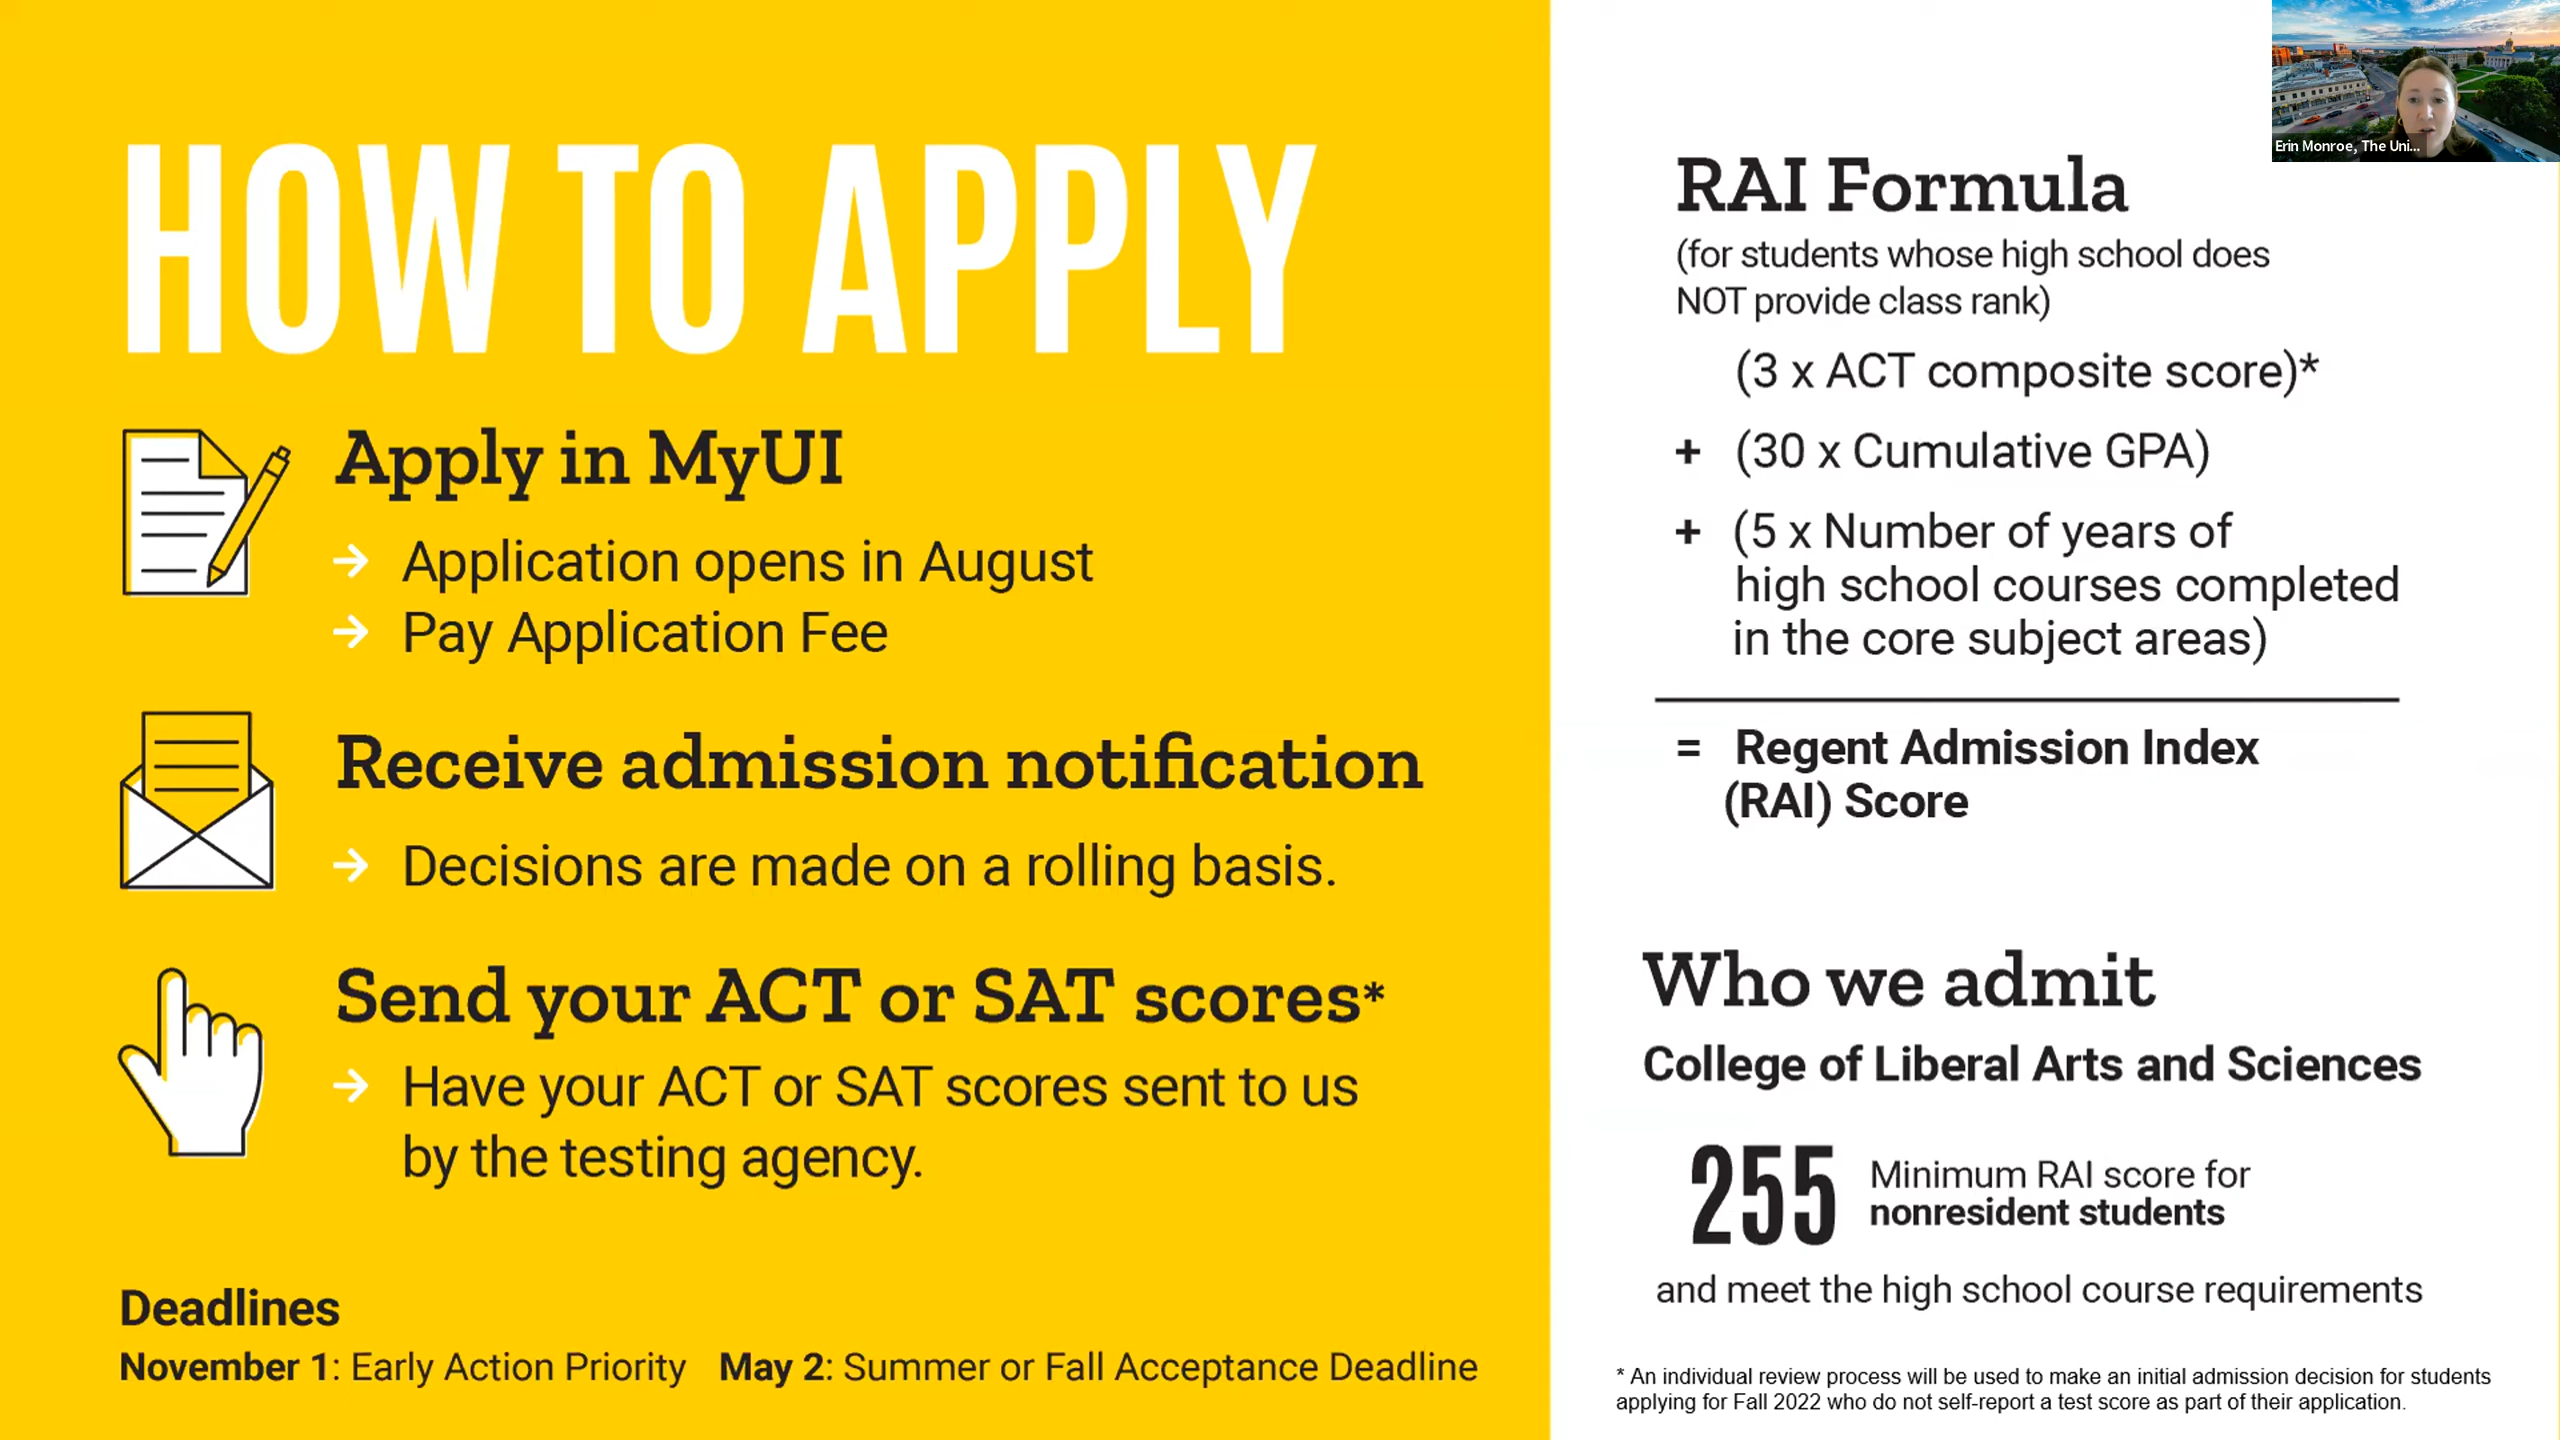 HOW TO APPLY
Apply in MyUI
→ Application opens in August
→ Pay Application Fee
Receive admission notification
→ Decisions are made on a rolling basis.
Send your ACT or SAT scores*
→ Have your ACT or SAT scores sent to us
by the testing agency.
Deadlines
November 1: Early Action Priority May 2: Summer or Fall Acceptance Deadline
Erin Monroe, The Uni...
RAI Formula
(for students whose high school does
NOT provide class rank)
(3 x ACT composite score)*
+ (30 x Cumulative GPA)
+ (5 x Number of years of
high school courses completed
in the core subject areas)
= Regent Admission Index
(RAI) Score
Who we admit
College of Liberal Arts and Sciences
255 Minimum RAI score for
nonresident students
and meet the high school course requirements
* An individual review process will be used to make an initial admission decision for students
applying for Fall 2022 who do not self-report a test score as part of their application.